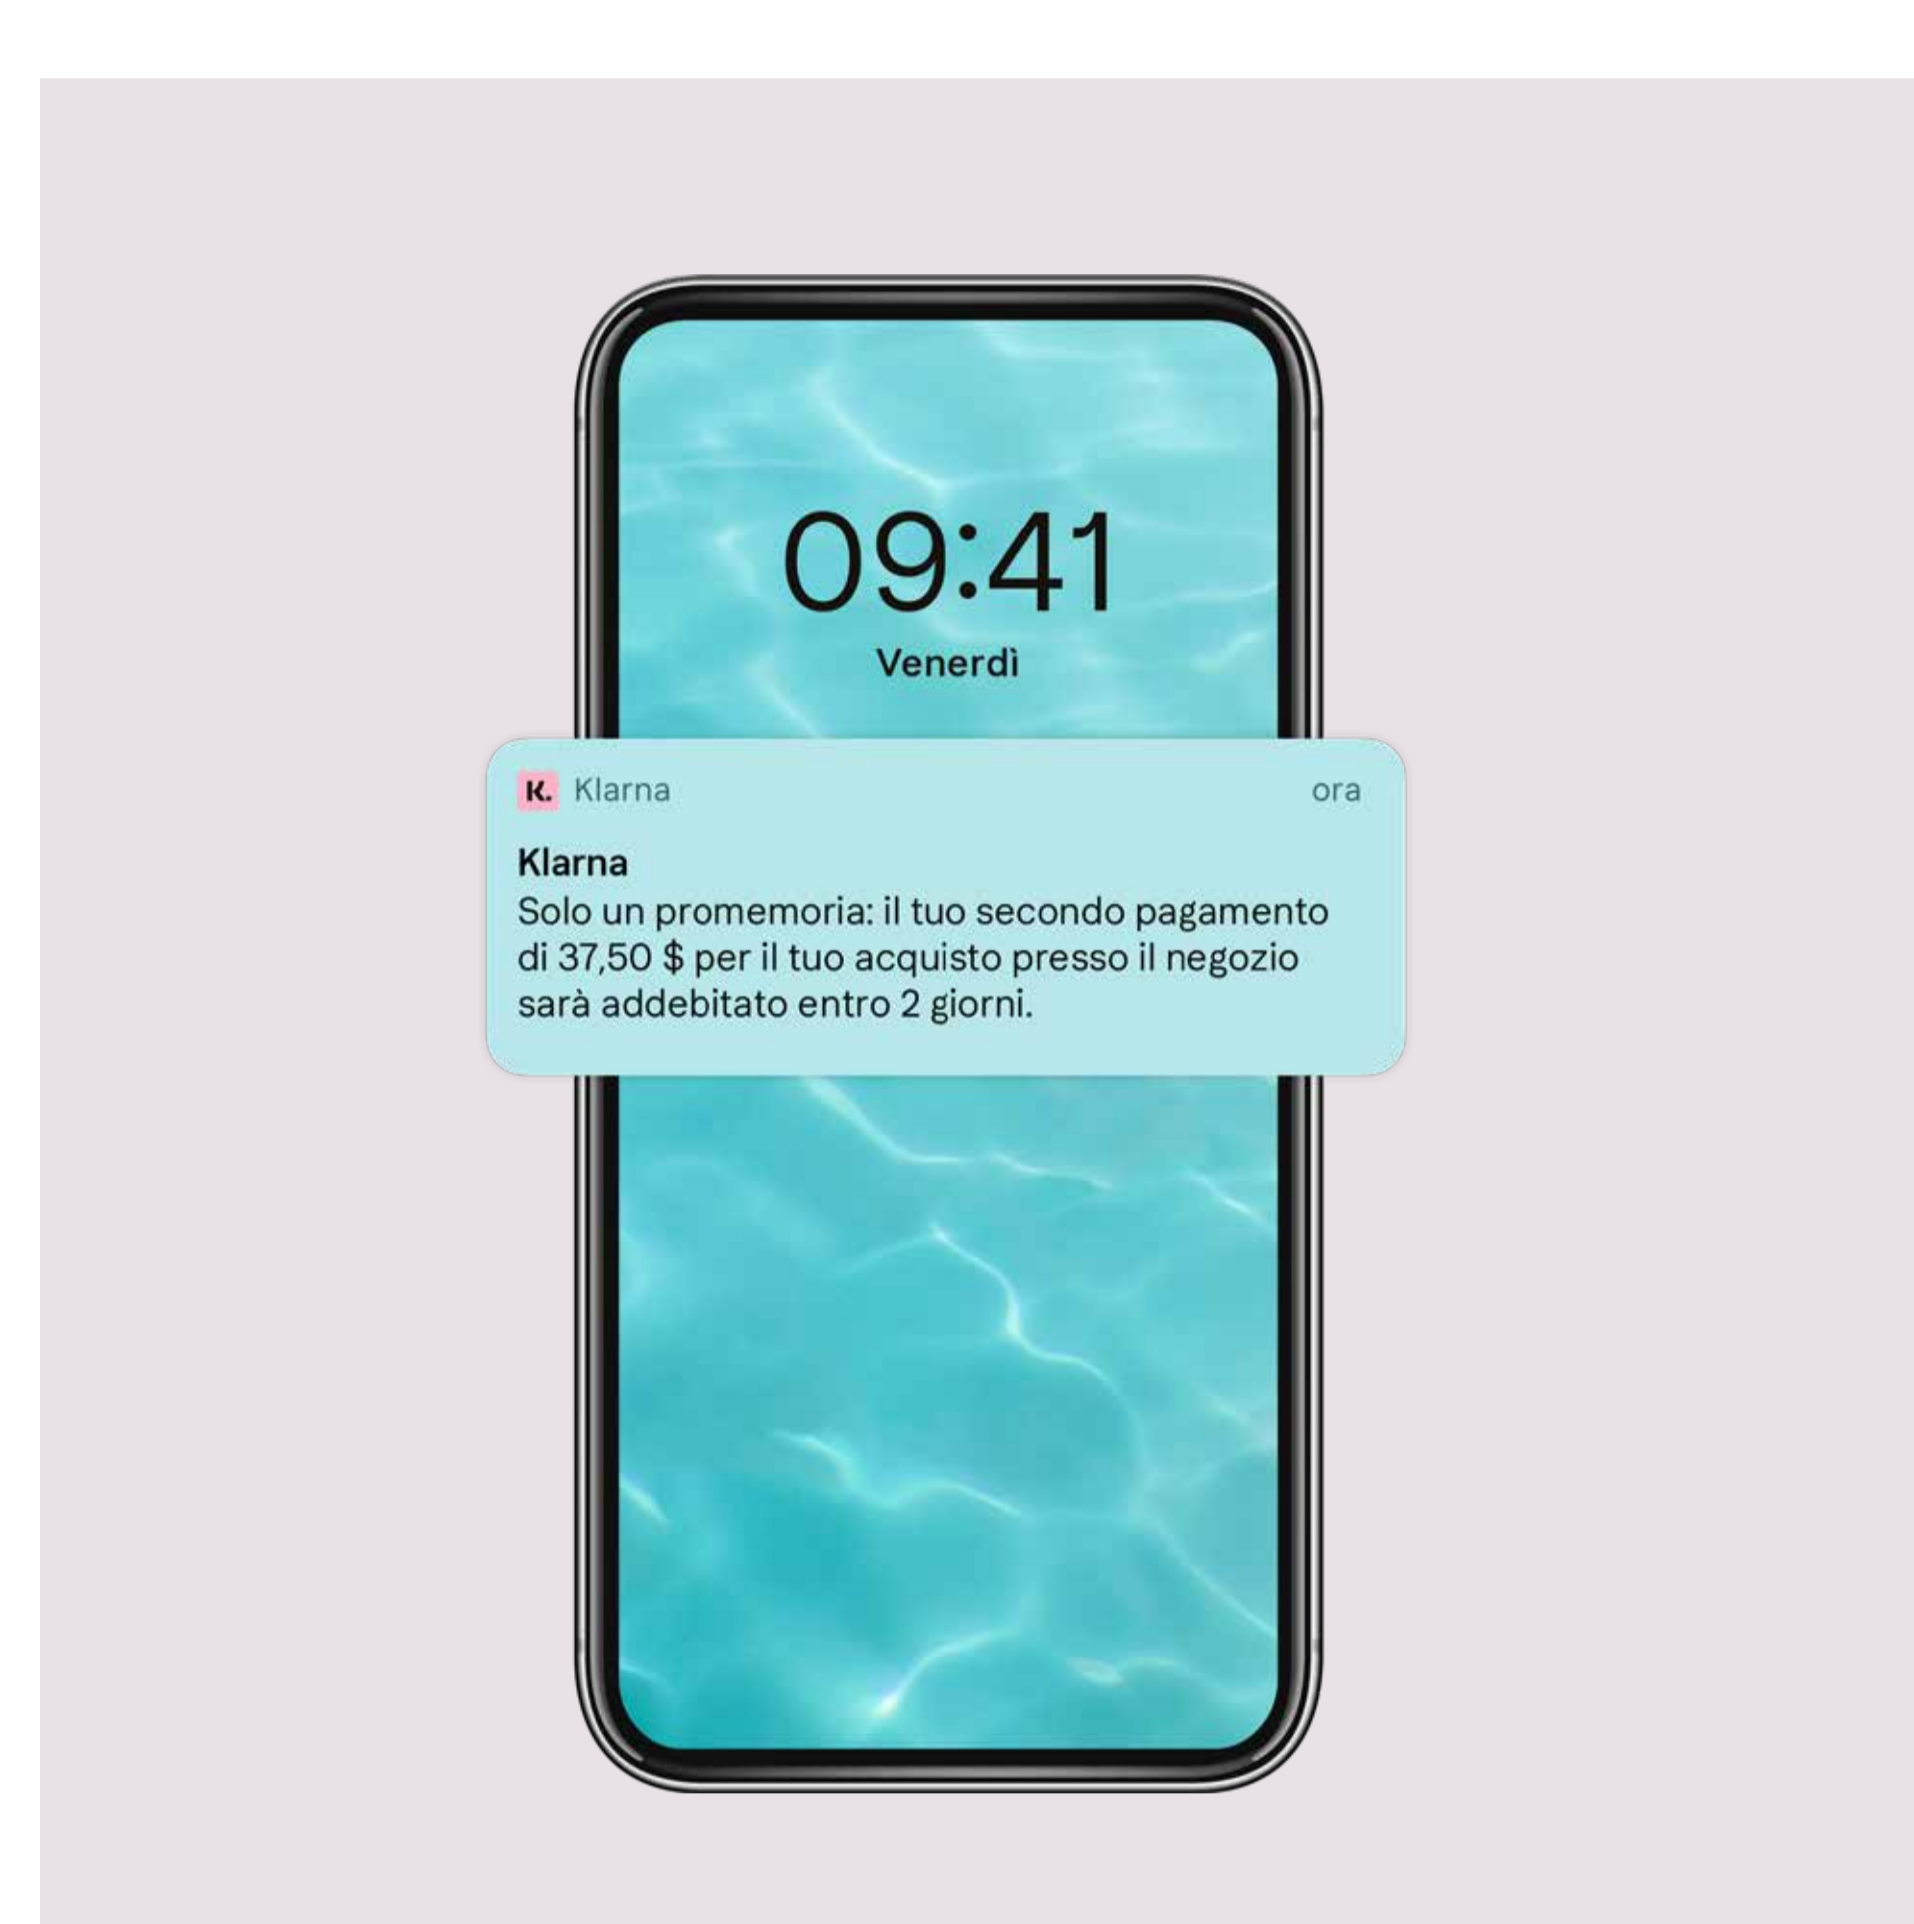 09:41
Venerdì
K. Klarna ora
Klarna
Solo un promemoria: il tuo secondo pagamento
di 37,50 $ per il tuo acquisto presso il negozio
sarà addebitato entro 2 giorni.